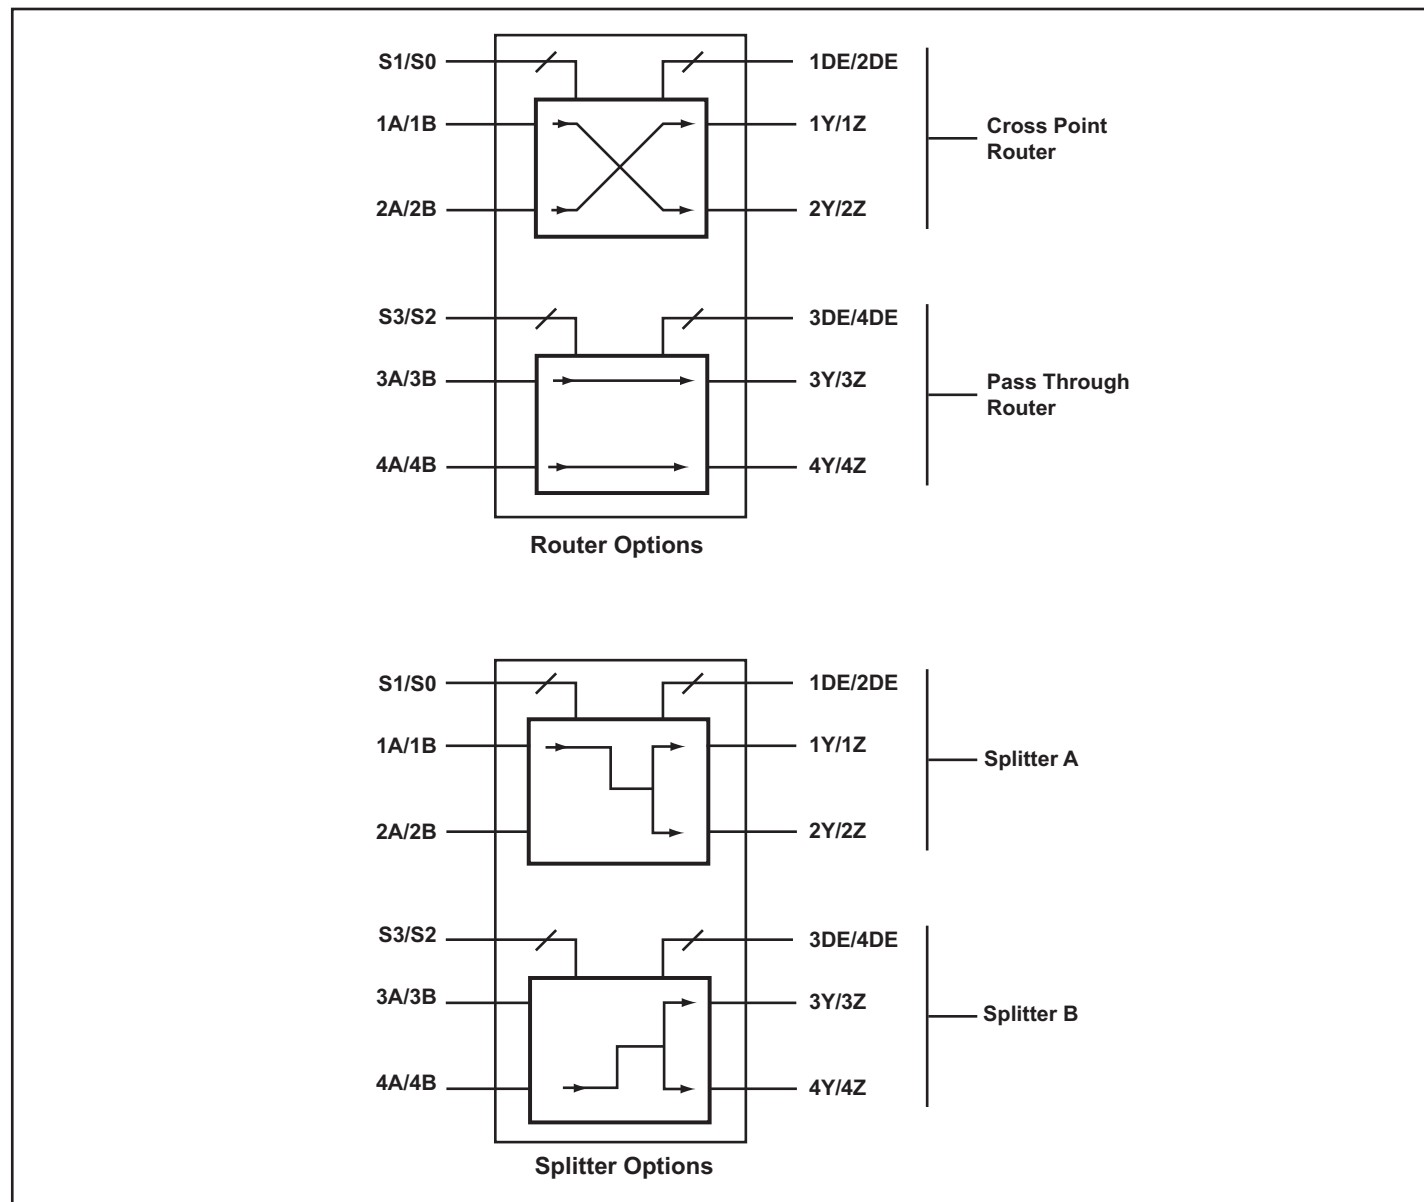 S1/S0
1DE/2DE
1A/1B
1Y/1Z
Cross Point
Router
2A/2B
2Y/2Z
S3/S2
3DE/4DE
3A/3B
3Y/3Z
Pass Through
Router
4A/4B
4Y/4Z
Router Options
S1/S0
1DE/2DE
1A/1B
1Y/1Z
Splitter A
2A/2B
2Y/2Z
S3/S2
3DE/4DE
3A/3B
3Y/3Z
Splitter B
4A/4B
4Y/4Z
Splitter Options